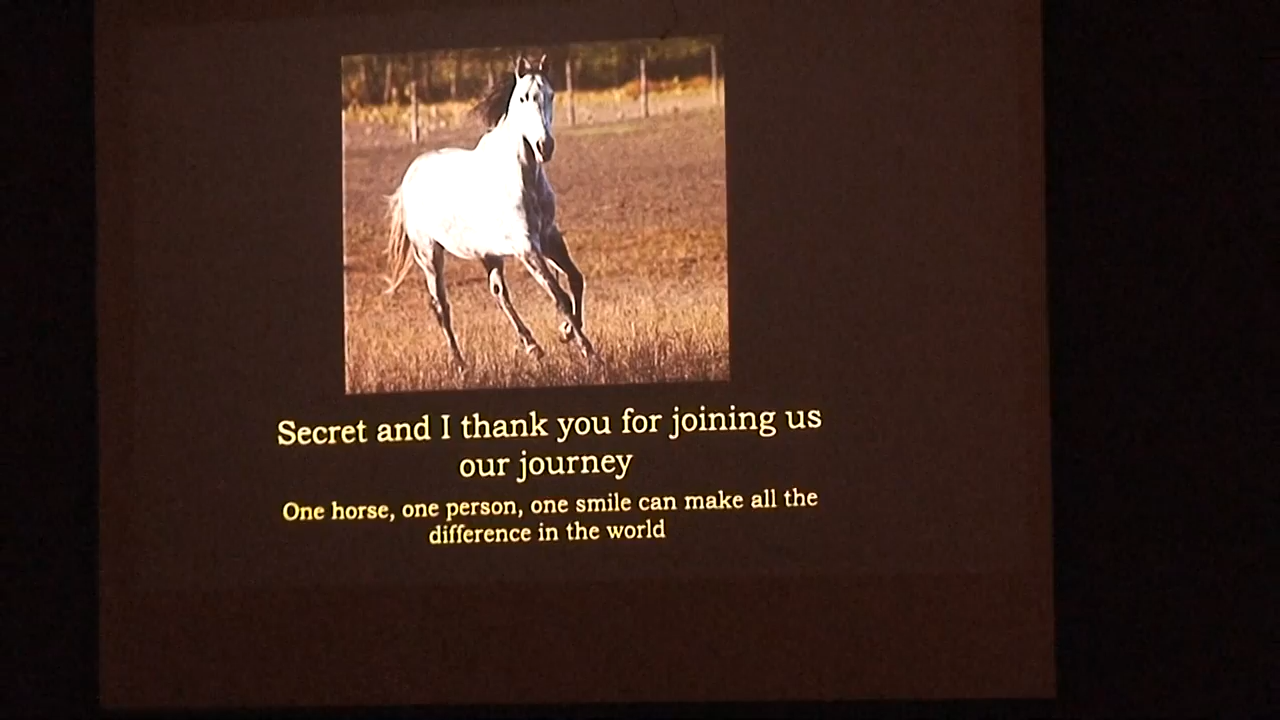 Secret and I thank you for joining us
our journey
One horse, one person, one smile can make all the
difference in the world